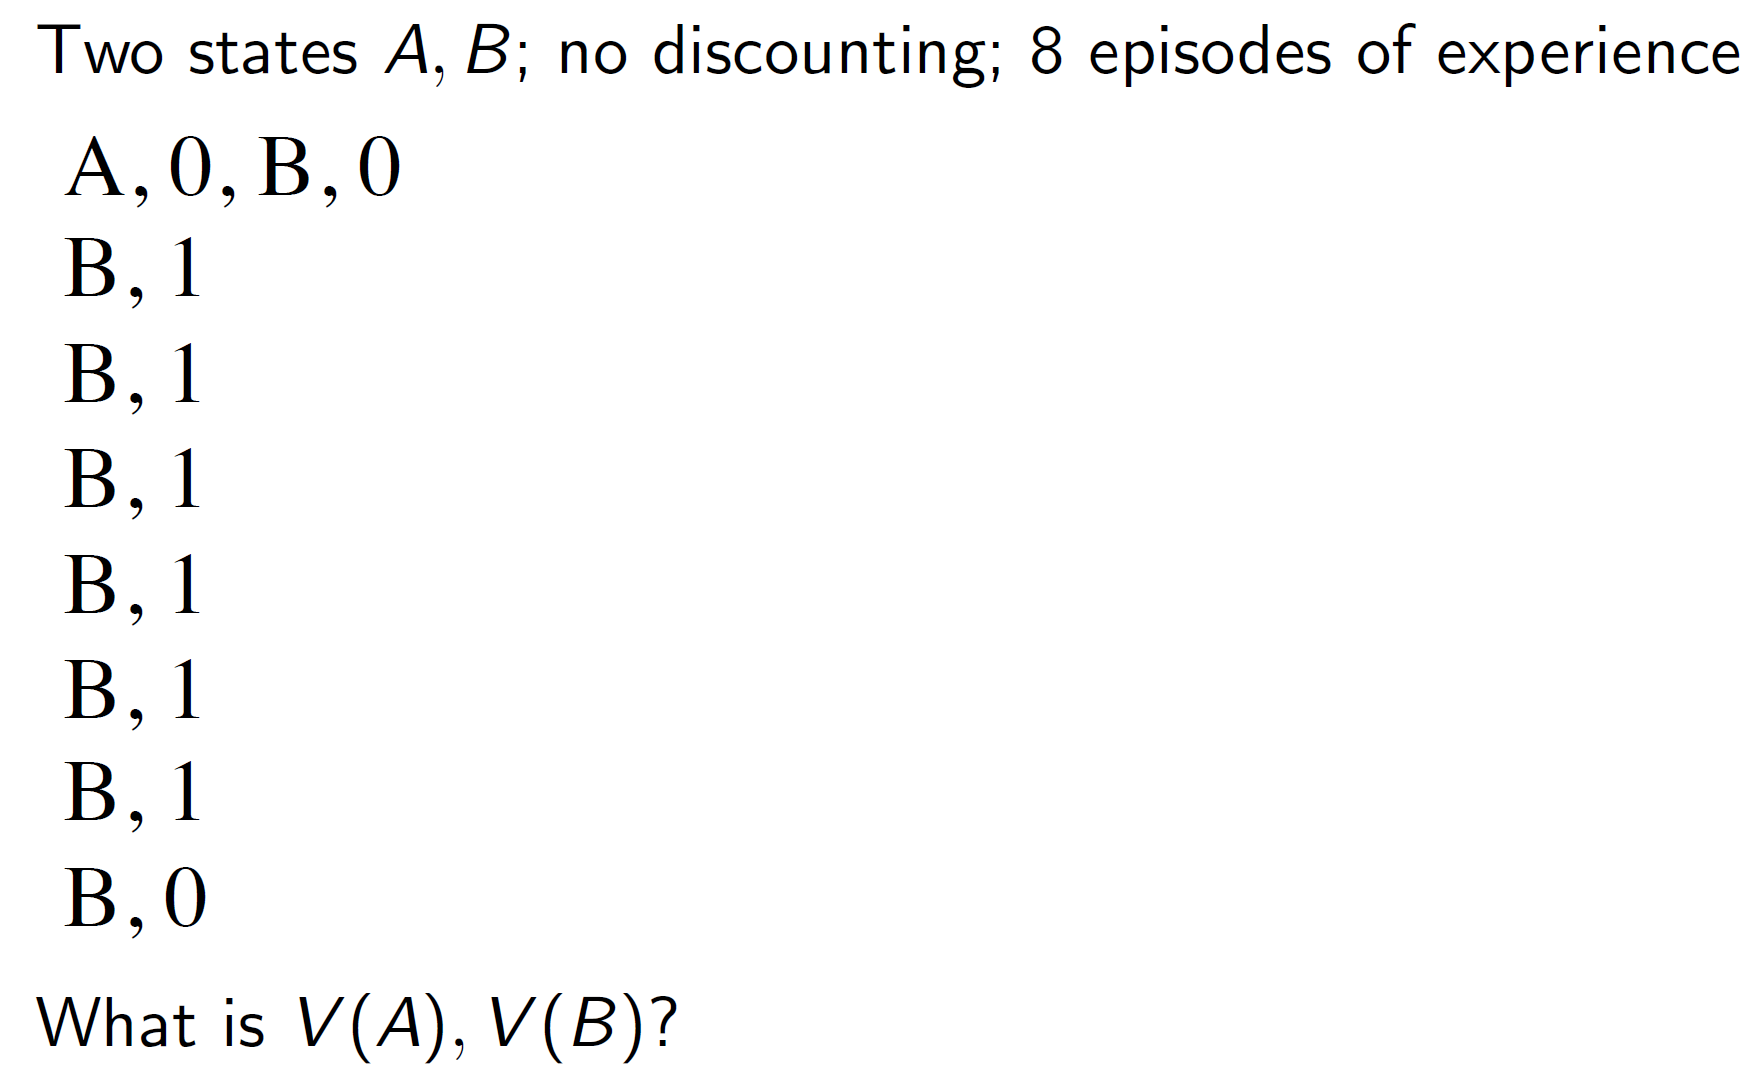 Two states A, B; no discounting; 8 episodes of experience
A, 0, B, 0
B, 1
B, 1
B, 1
B, 1
B, 1
B, 1
B, 0
What is V(A), V(B)?